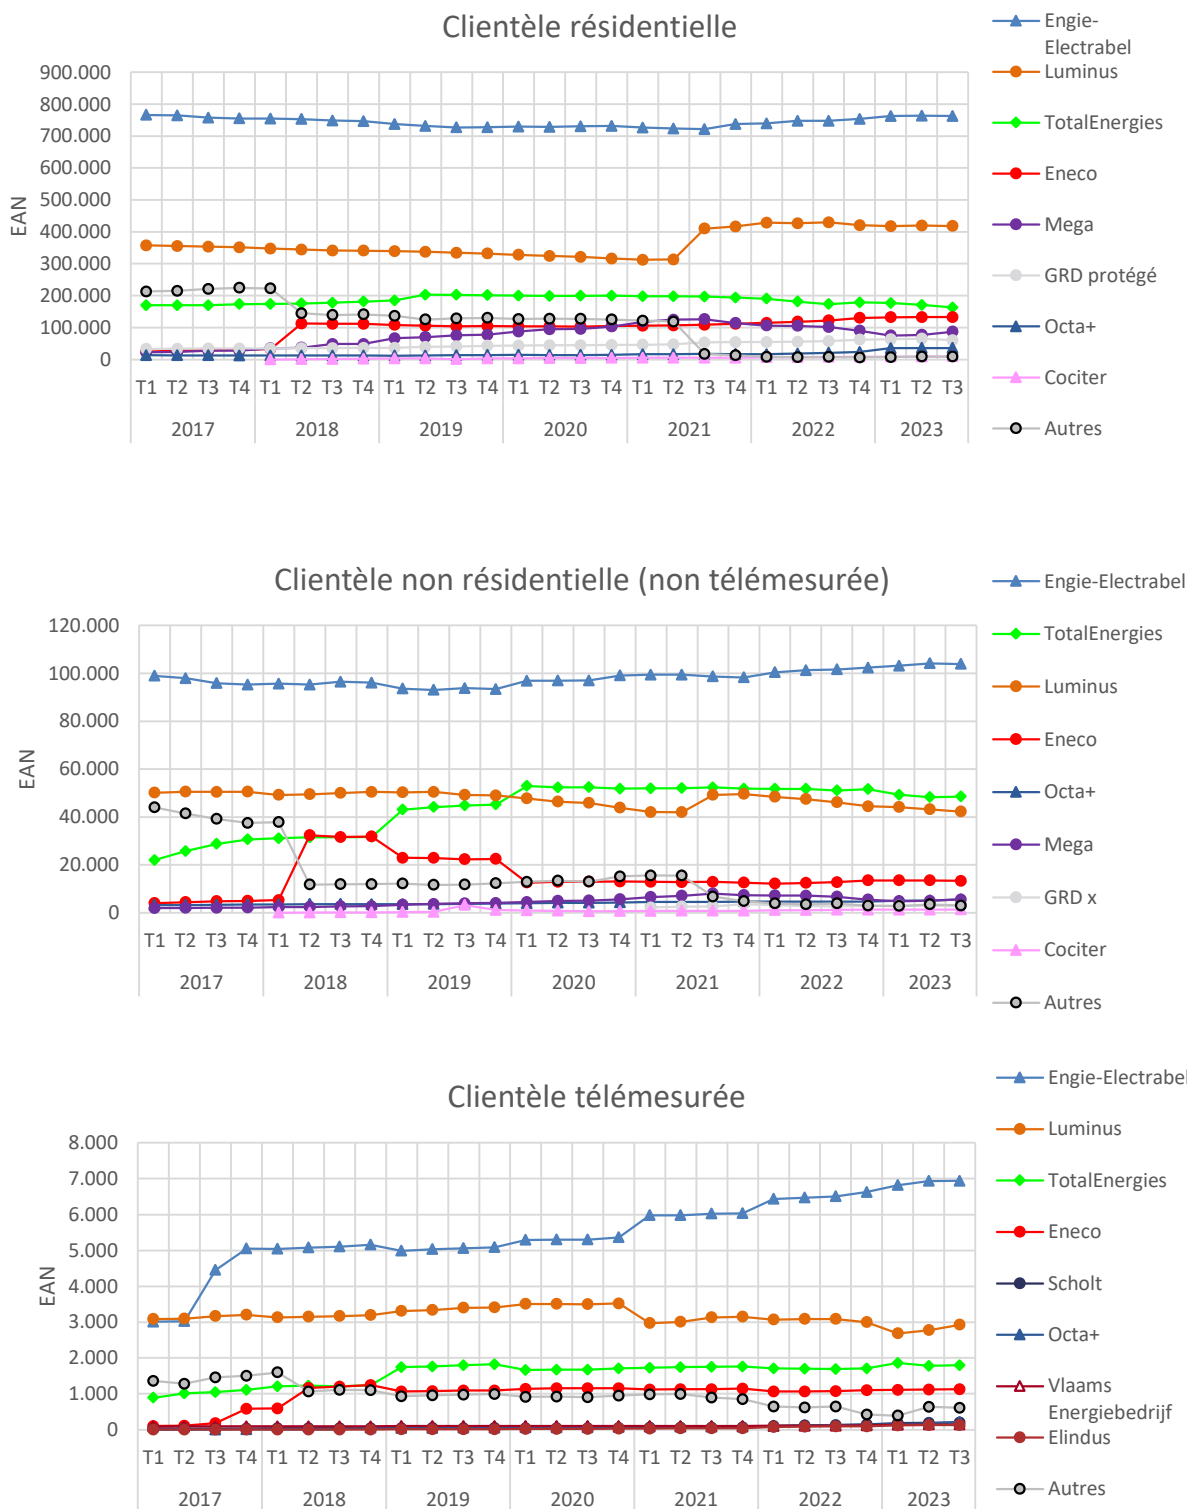 Clientèle résidentielle
900.000
800.000
700.000
600.000
500.000
400.000
300.000
200.000
100.000
0
EAN
T1 T2 T3 T4 T1 T2 T3 T4 T1 T2 T3 T4 T1 T2 T3 T4 T1 T2 T3 T4 T1 T2 T3 T4 T1 T2 T3
2017 2018 2019 2020 2021 2022 2023
Engie-
Electrabel
Luminus
TotalEnergies
Eneco
Mega
GRD protégé
Octa+
Cociter
Autres
Clientèle non résidentielle (non télémesurée)
120.000
100.000
80.000
60.000
40.000
20.000
0
EAN
T1 T2 T3 T4 T1 T2 T3 T4 T1 T2 T3 T4 T1 T2 T3 T4 T1 T2 T3 T4 T1 T2 T3 T4 T1 T2 T3
2017 2018 2019 2020 2021 2022 2023
Engie-Electrabel
TotalEnergies
Luminus
Eneco
Octa+
Mega
GRD x
Cociter
Autres
Clientèle télémesurée
8.000
7.000
6.000
5.000
4.000
3.000
2.000
1.000
0
EAN
T1 T2 T3 T4 T1 T2 T3 T4 T1 T2 T3 T4 T1 T2 T3 T4 T1 T2 T3 T4 T1 T2 T3 T4 T1 T2 T3
2017 2018 2019 2020 2021 2022 2023
Engie-Electrabel
Luminus
TotalEnergies
Eneco
Scholt
Octa+
Vlaams
Energiebedrijf
Elindus
Autres